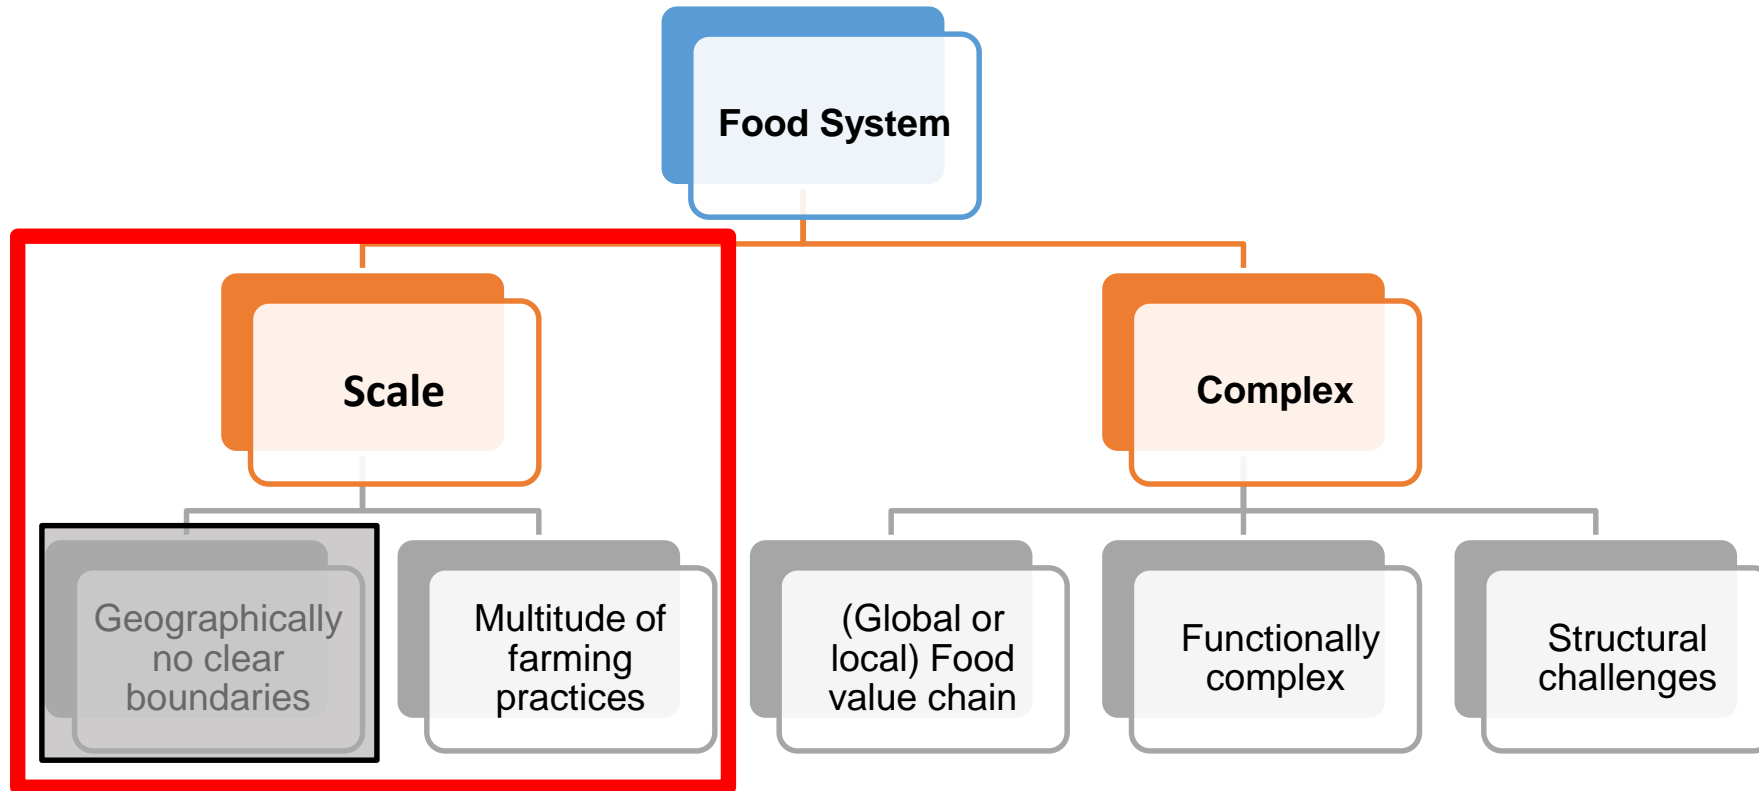 Food System
Scale
Complex
Geographically
no clear
boundaries
Multitude of
farming
practices
(Global or
local) Food
value chain
Functionally
complex
Structural
challenges